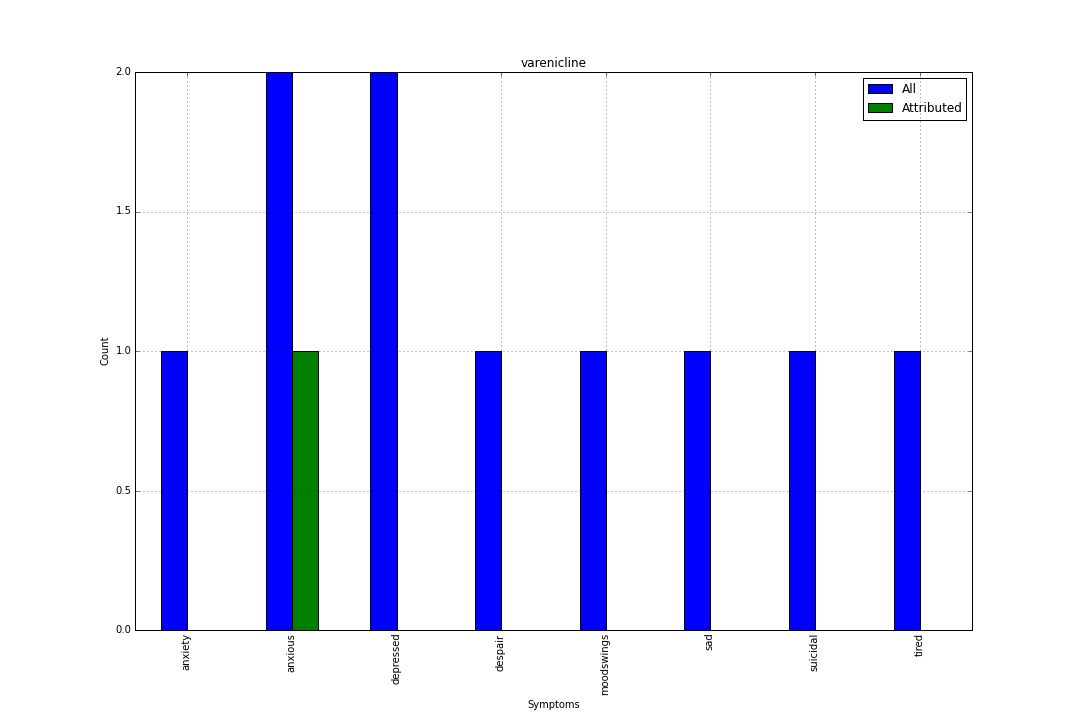 varenicline
All
Attributed
2.0
1.5
1.0
0.5
0.0
Count
anxiety
anxious
depressed
despair
moodswings
sad
suicidal
tired
Symptoms